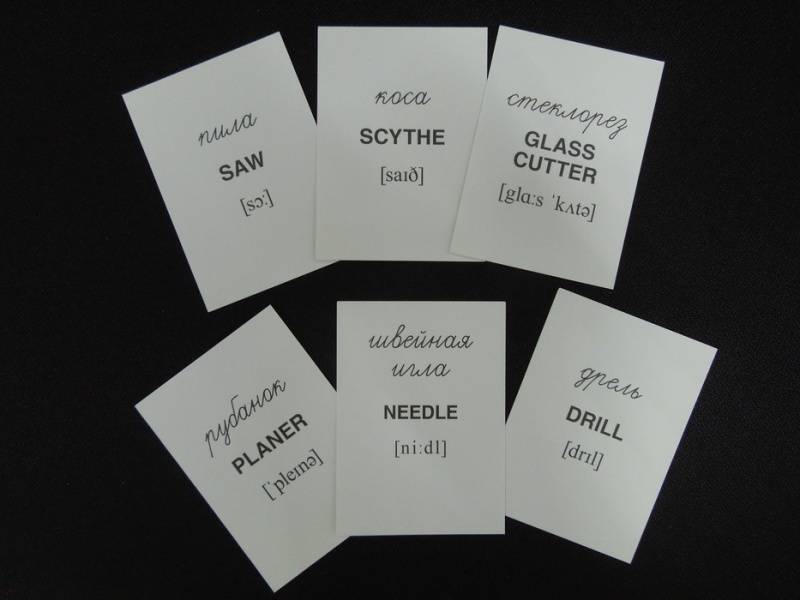 пила
SAW
[sɔː]
коса
SCYTHE
[saɪð]
стеклорез
GLASS
CUTTER
[glɑːs ˈkʌtə]
рубанок
PLANER
[ˈpleɪnə]
швейная
игла
NEEDLE
[niːdl]
дрель
DRILL
[drɪl]